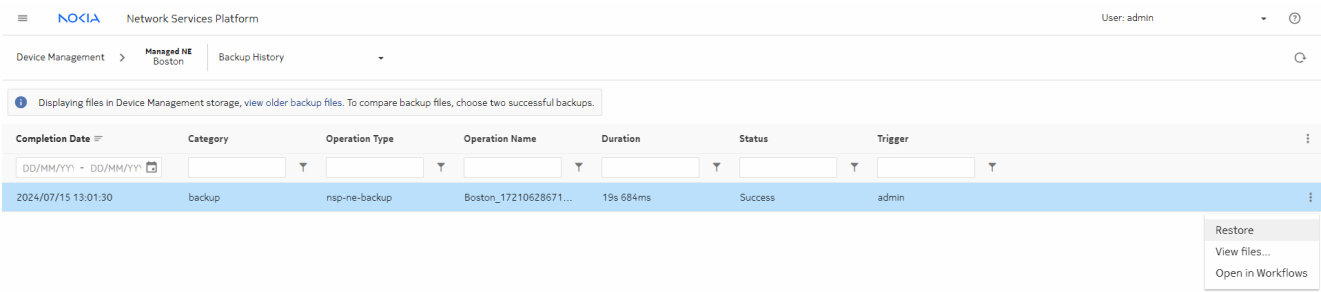 NOKIA Network Services Platform User: admin
Device Management Managed NE Boston Backup History
Displaying files in Device Management storage, view older backup files. To compare backup files, choose two successful backups.
Completion Date Category Operation Type Operation Name Duration Status Trigger
DD/MM/YY - DD/MM/YY
2024/07/15 13:01:30 backup nsp-ne-backup Boston_17210628671... 19s 684ms Success admin
Restore
View files...
Open in Workflows